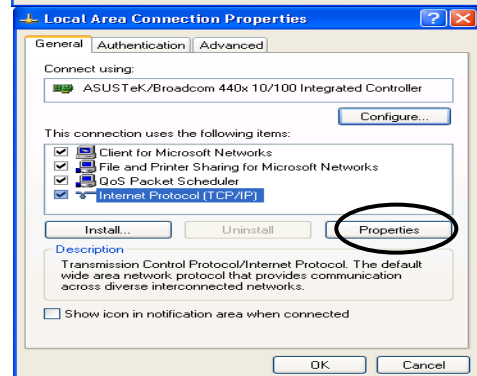 Local Area Connection Properties
General Authentication Advanced
Connect using:
ASUSTeK/Broadcom 440x 10/100 Integrated Controller
Configure...
This connection uses the following items:
Client for Microsoft Networks
File and Printer Sharing for Microsoft Networks
QoS Packet Scheduler
Internet Protocol (TCP/IP)
Install... Uninstall Properties
Description
Transmission Control Protocol/Internet Protocol. The default
wide area network protocol that provides communication
across diverse interconnected networks.
Show icon in notification area when connected
OK Cancel